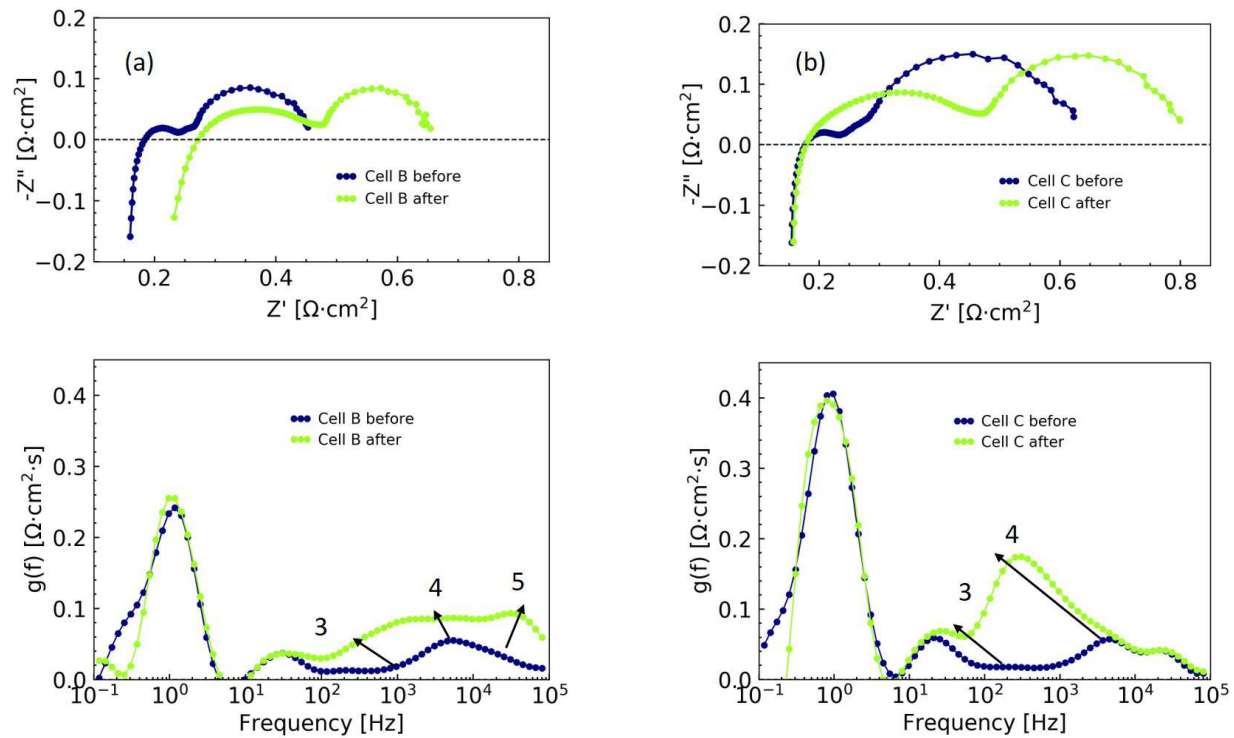 (a)
-Z" [Ω·cm²]
0.2
0.1
0.0
−0.1
−0.2
Cell B before
Cell B after
0.2 0.4 0.6 0.8
Z' [Ω·cm²]
(b)
-Z" [Ω·cm²]
0.2
0.1
0.0
−0.1
−0.2
Cell C before
Cell C after
0.2 0.4 0.6 0.8
Z' [Ω·cm²]
g(f) [Ω·cm²·s]
0.4
0.3
0.2
0.1
0.0
Cell B before
Cell B after
3
4
5
10⁻¹ 10⁰ 10¹ 10² 10³ 10⁴ 10⁵
Frequency [Hz]
g(f) [Ω·cm²·s]
0.4
0.3
0.2
0.1
0.0
Cell C before
Cell C after
4
3
10⁻¹ 10⁰ 10¹ 10² 10³ 10⁴ 10⁵
Frequency [Hz]